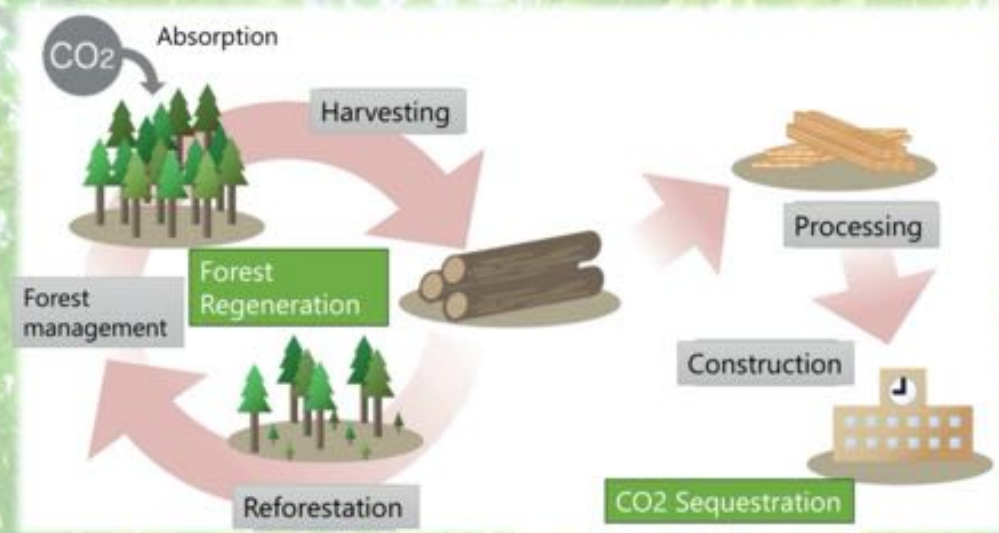 CO2
Absorption
Harvesting
Forest
Regeneration
Forest
management
Reforestation
Processing
Construction
CO2 Sequestration